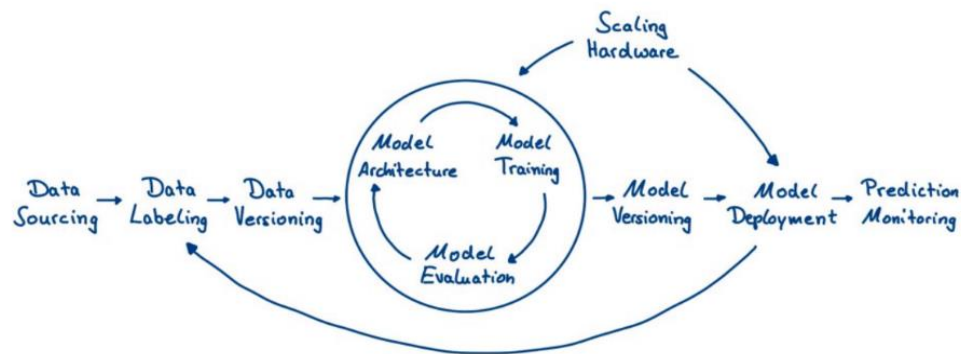 Scaling
Hardware
Model
Architecture
Model
Training
Model
Evaluation
Data
Sourcing
Data
Labeling
Data
Versioning
Model
Versioning
Model
Deployment
Prediction
Monitoring